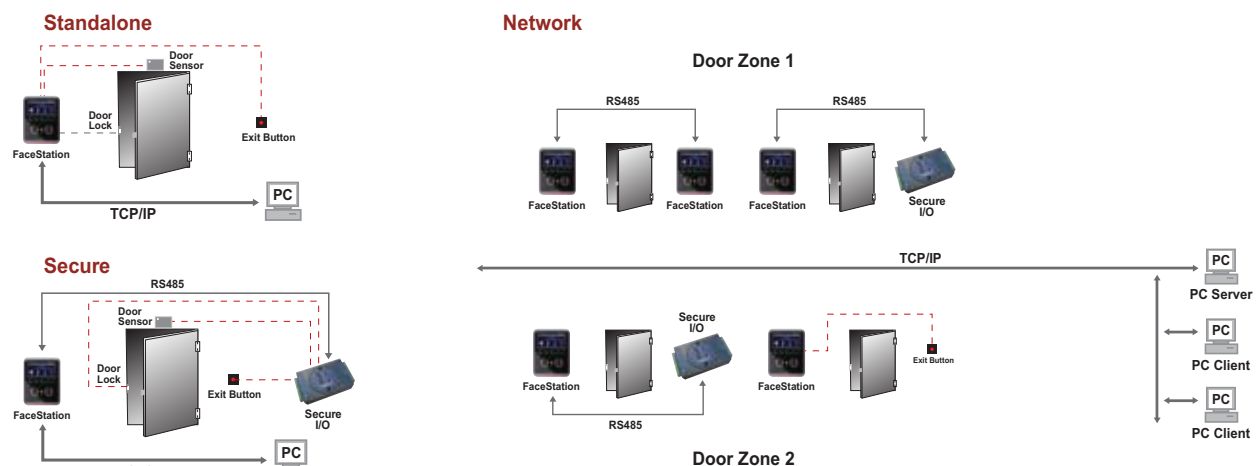 Standalone
Door
Sensor
Door
Lock
FaceStation
Exit Button
PC
TCP/IP
Secure
RS485
Door
Sensor
Door
Lock
FaceStation
Exit Button
Secure
I/O
PC
Network
Door Zone 1
RS485
RS485
FaceStation
FaceStation
FaceStation
Secure
I/O
TCP/IP
PC
PC Server
Secure
I/O
FaceStation
RS485
FaceStation
Exit Button
PC
PC Client
PC
PC Client
Door Zone 2